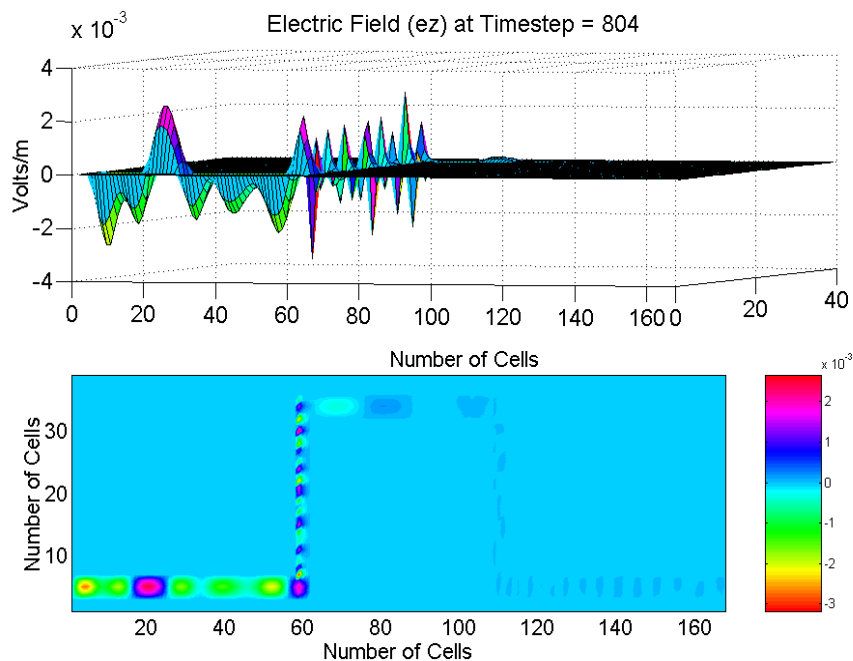 Electric Field (ez) at Timestep = 804
x 10^-3
4
2
0
-2
-4
Volts/m
0 20 40 60 80 100 120 140 160 0 20 40
Number of Cells
30
20
10
Number of Cells
20 40 60 80 100 120 140 160
Number of Cells
x 10^-3
2
1
0
-1
-2
-3